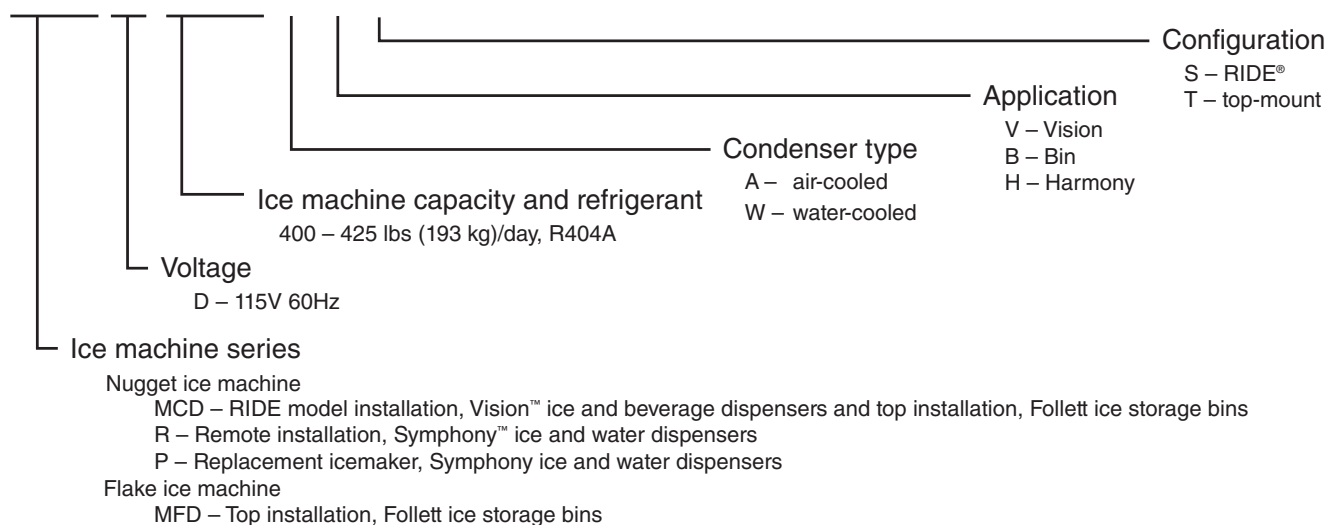 Configuration
S – RIDE®
T – top-mount
Application
V – Vision
B – Bin
H – Harmony
Condenser type
A – air-cooled
W – water-cooled
Ice machine capacity and refrigerant
400 – 425 lbs (193 kg)/day, R404A
Voltage
D – 115V 60Hz
Ice machine series
Nugget ice machine
MCD – RIDE model installation, Vision™ ice and beverage dispensers and top installation, Follett ice storage bins
R – Remote installation, Symphony™ ice and water dispensers
P – Replacement icemaker, Symphony ice and water dispensers
Flake ice machine
MFD – Top installation, Follett ice storage bins